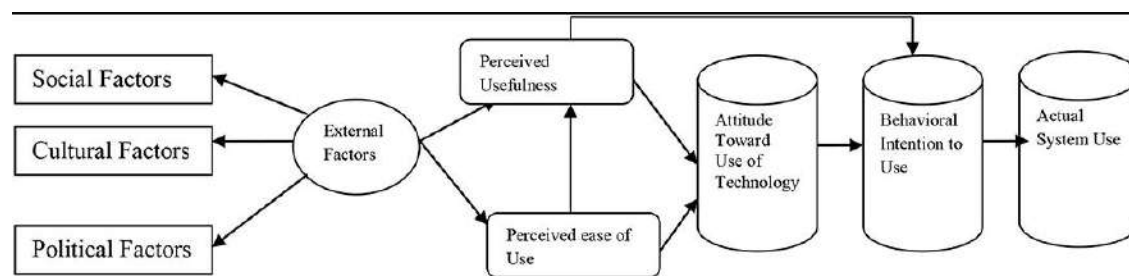 Social Factors
Cultural Factors
Political Factors
External
Factors
Perceived
Usefulness
Perceived ease of
Use
Attitude
Toward
Use of
Technology
Behavioral
Intention to
Use
Actual
System Use